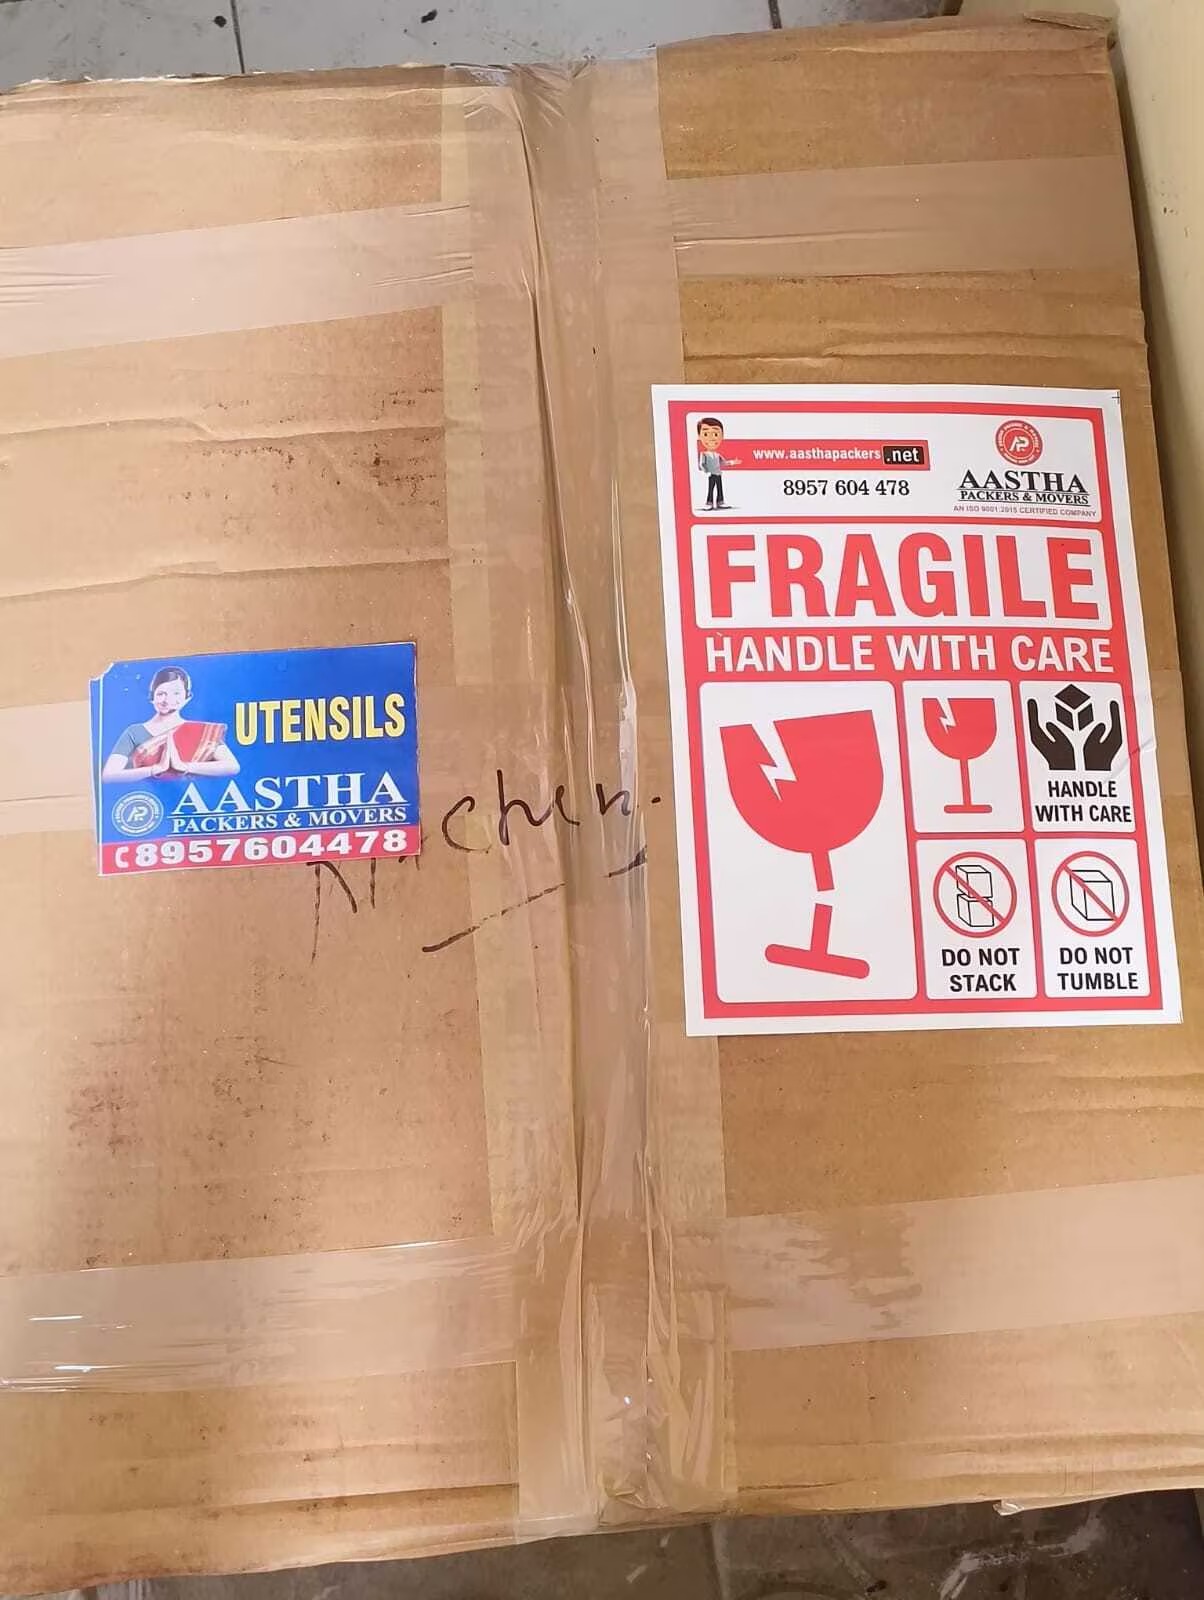 UTENSILS
AASTHA
PACKERS & MOVERS
8957604478
Kitchen.
www.aasthapackers.net
8957 604 478
AP
AASTHA
PACKERS & MOVERS
AN ISO 9001:2015 CERTIFIED COMPANY
FRAGILE
HANDLE WITH CARE
HANDLE
WITH CARE
DO NOT
STACK
DO NOT
TUMBLE